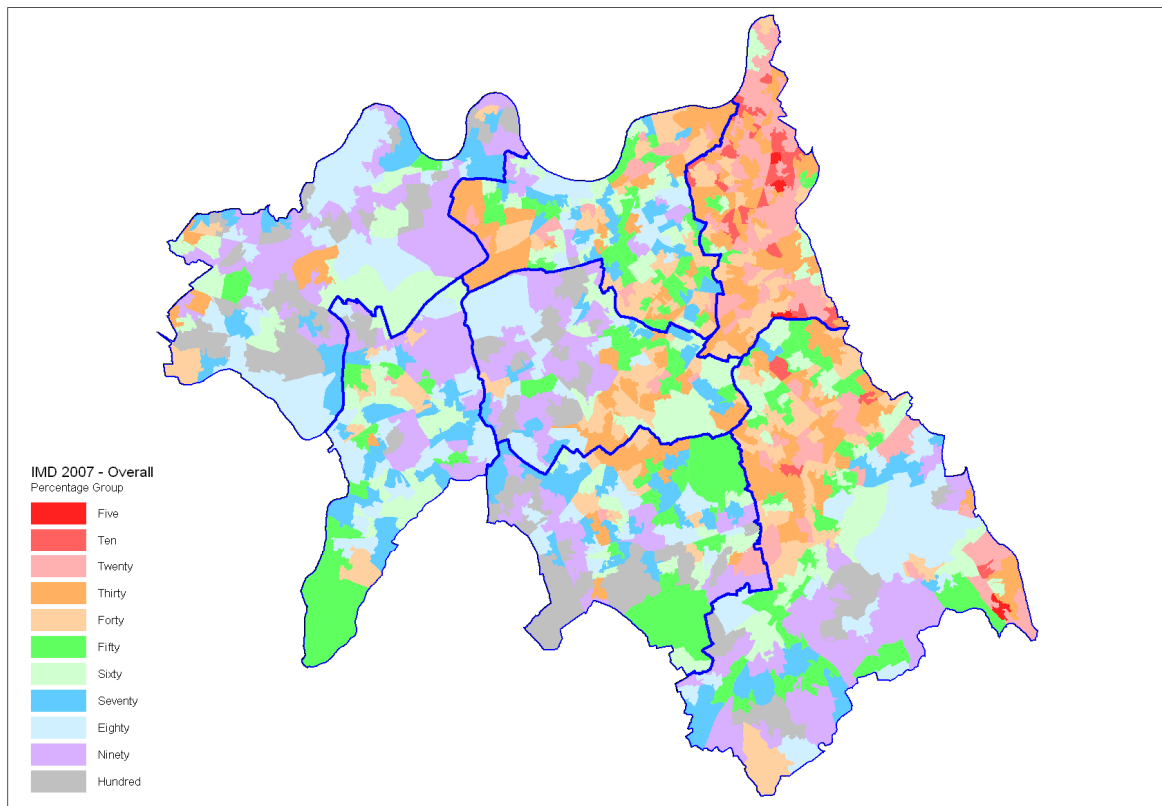 IMD 2007 - Overall
Percentage Group
Five
Ten
Twenty
Thirty
Forty
Fifty
Sixty
Seventy
Eighty
Ninety
Hundred